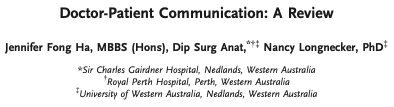 Doctor-Patient Communication: A Review
Jennifer Fong Ha, MBBS (Hons), Dip Surg Anat,*†‡ Nancy Longnecker, PhD‡
*Sir Charles Gairdner Hospital, Nedlands, Western Australia
†Royal Perth Hospital, Perth, Western Australia
‡University of Western Australia, Nedlands, Western Australia